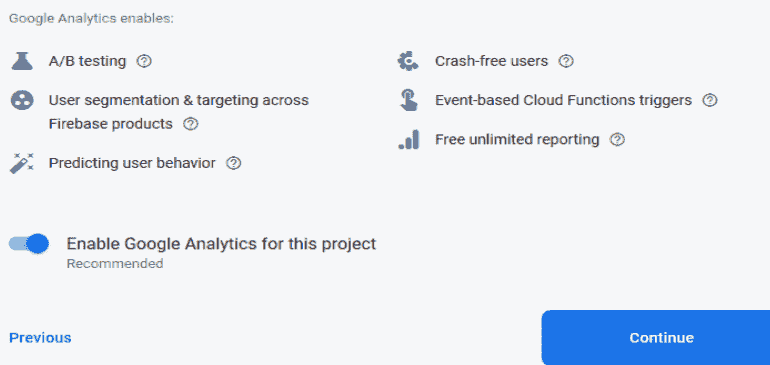 Google Analytics enables:
A/B testing
User segmentation & targeting across
Firebase products
Predicting user behavior
Crash-free users
Event-based Cloud Functions triggers
Free unlimited reporting
Enable Google Analytics for this project
Recommended
Previous
Continue